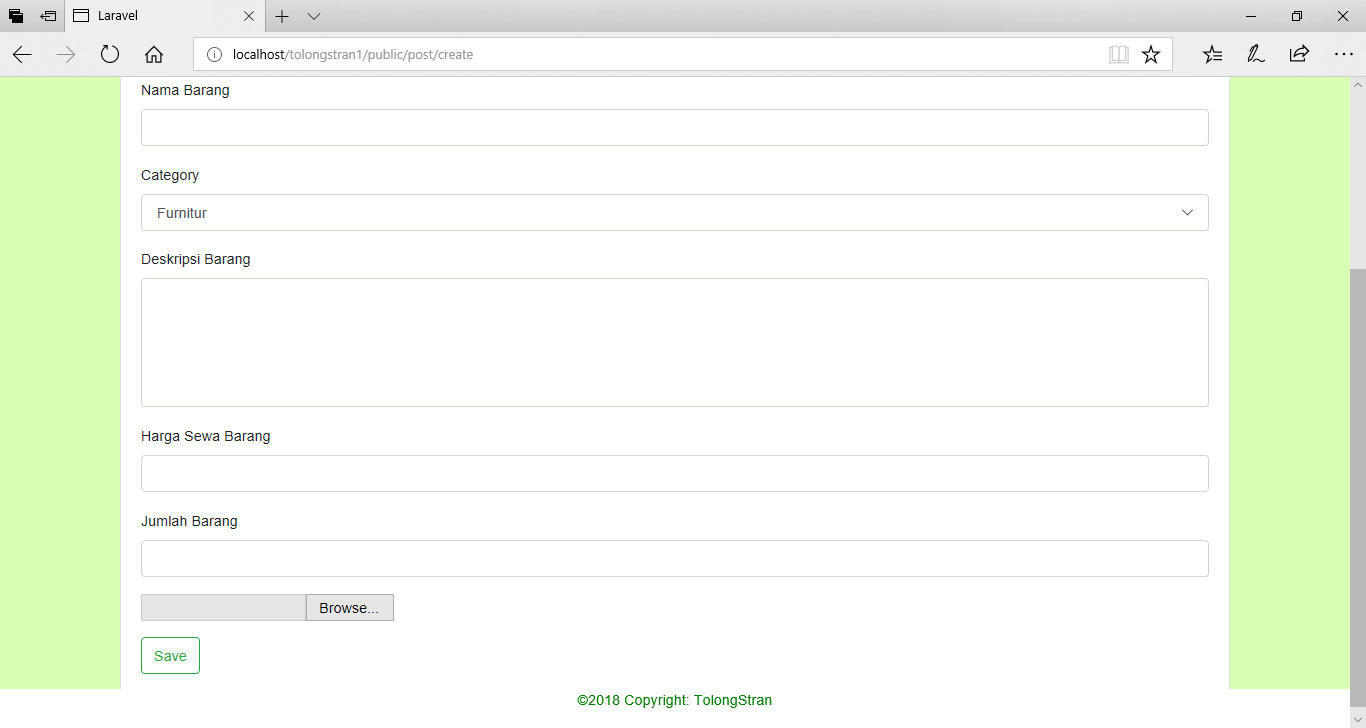 Laravel
localhost/tolongstran1/public/post/create
Nama Barang
Category
Furnitur
Deskripsi Barang
Harga Sewa Barang
Jumlah Barang
Browse...
Save
©2018 Copyright: TolongStran